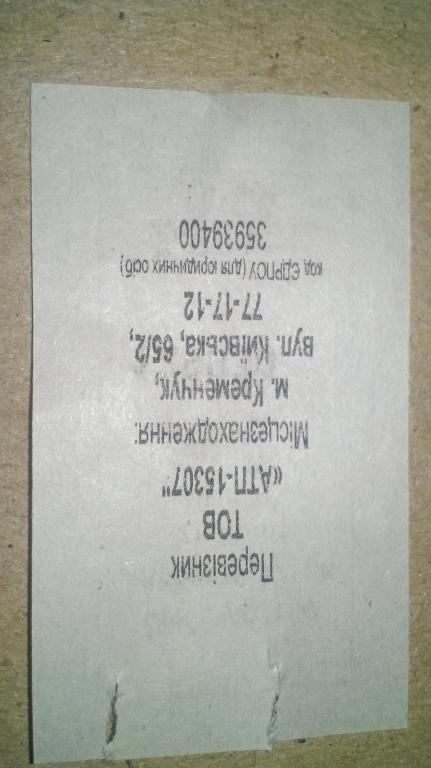 Перевізник
ТОВ
«АТП-15307"
Місцезнаходження:
м. Кременчук,
вул. Київська, 65/2,
77-17-12
код ЄДРПОУ (для юридичних осіб)
35939400